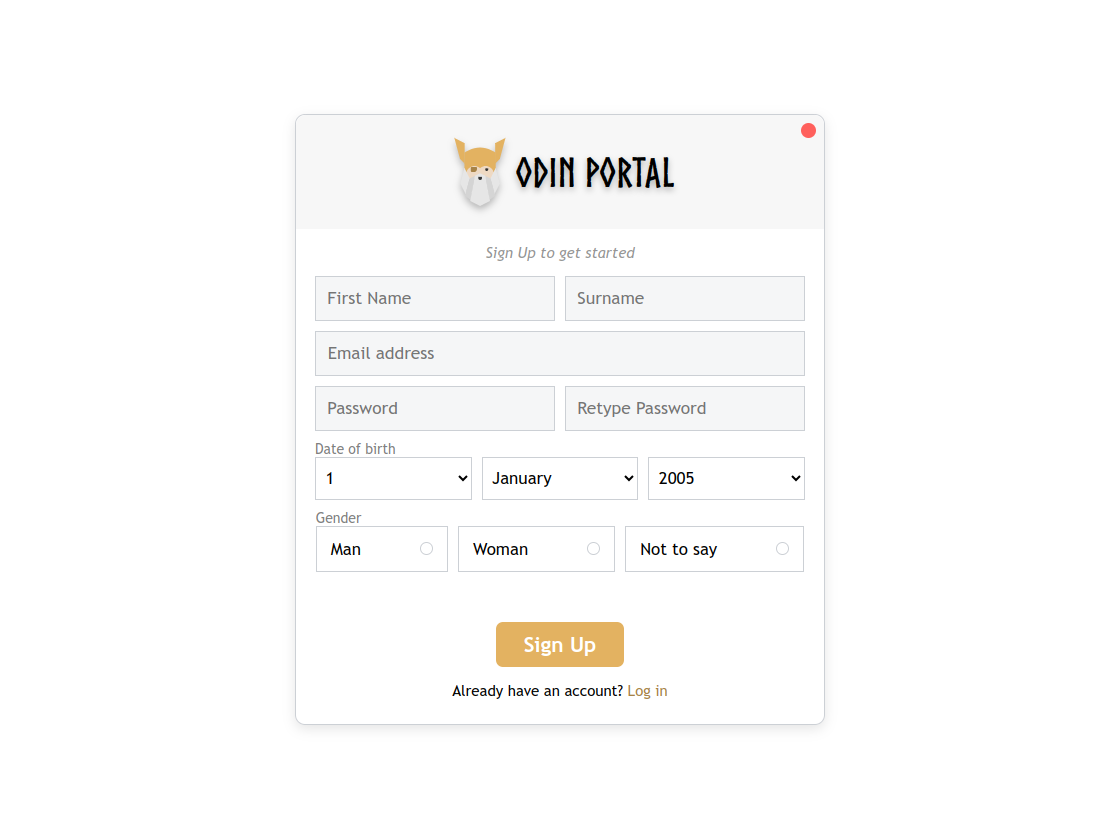 ODIN PORTAL
Sign Up to get started
First Name Surname
Email address
Password Retype Password
Date of birth
1 January 2005
Gender
Man Woman Not to say
Sign Up
Already have an account? Log in